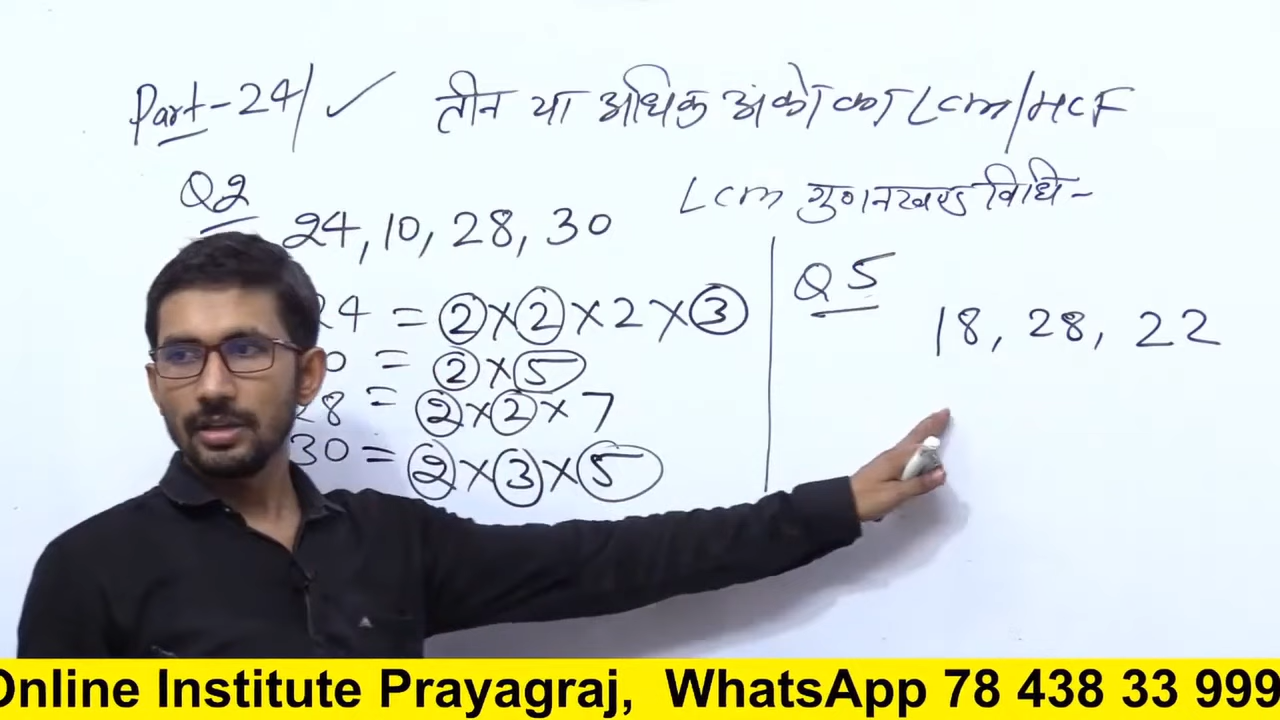 Part-24/ ✓ तीन या अधिक अंको का Lcm/HCF
Lcm गुणनखण्ड विधि-
Q2
24, 10, 28, 30
24 = 2×2×2×3
0 = 2×5
28 = 2×2×7
30 = 2×3×5
Q5
18, 28, 22
Online Institute Prayagraj, WhatsApp 78 438 33 999